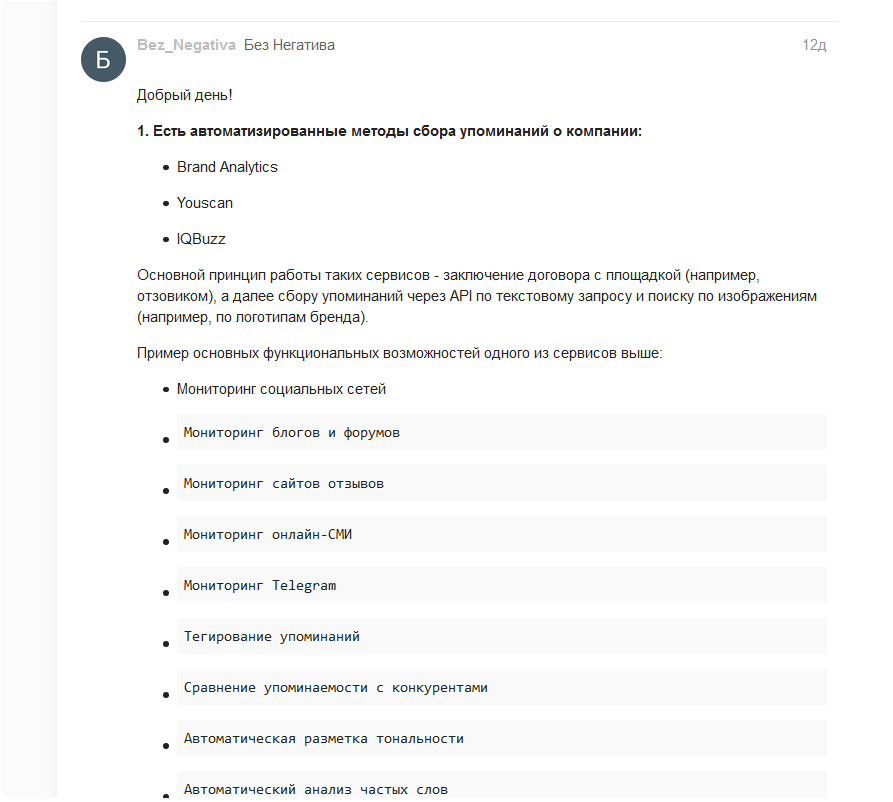 Б
Bez_Negativa Без Негатива 12д
Добрый день!
1. Есть автоматизированные методы сбора упоминаний о компании:
Brand Analytics
Youscan
IQBuzz
Основной принцип работы таких сервисов - заключение договора с площадкой (например,
отзовиком), а далее сбору упоминаний через API по текстовому запросу и поиску по изображениям
(например, по логотипам бренда).
Пример основных функциональных возможностей одного из сервисов выше:
Мониторинг социальных сетей
Мониторинг блогов и форумов
Мониторинг сайтов отзывов
Мониторинг онлайн-СМИ
Мониторинг Telegram
Тегирование упоминаний
Сравнение упоминаемости с конкурентами
Автоматическая разметка тональности
Автоматический анализ частых слов